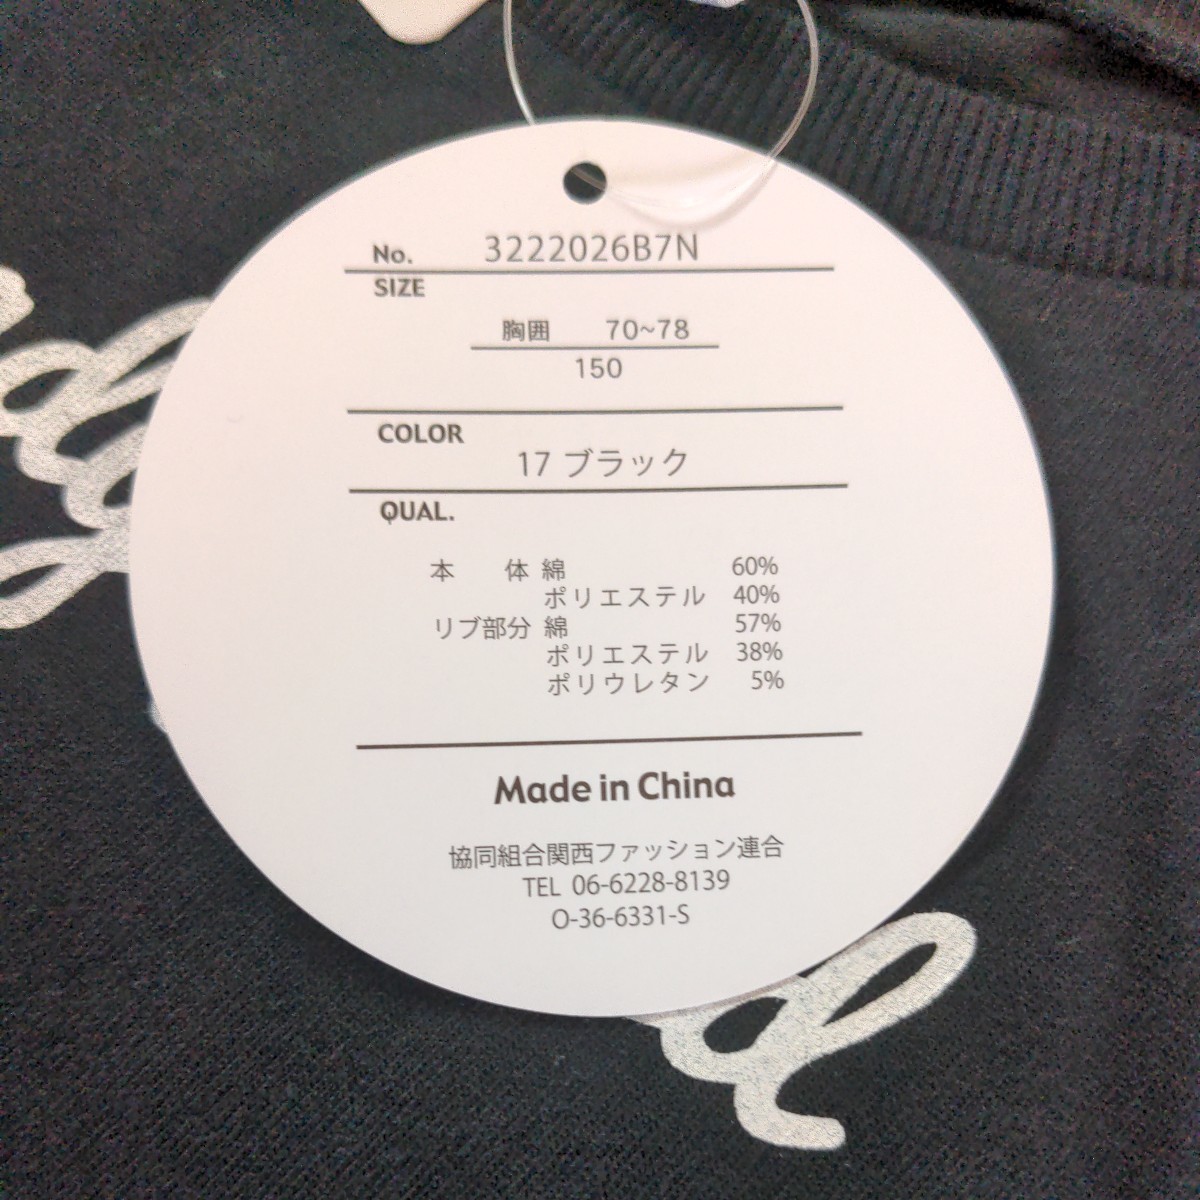 No. 3222026B7N
SIZE
胸囲 70~78
150
COLOR
17 ブラック
QUAL.
本 体 綿 60%
ポリエステル 40%
リブ部分 綿 57%
ポリエステル 38%
ポリウレタン 5%
Made in China
協同組合関西ファッション連合
TEL 06-6228-8139
O-36-6331-S